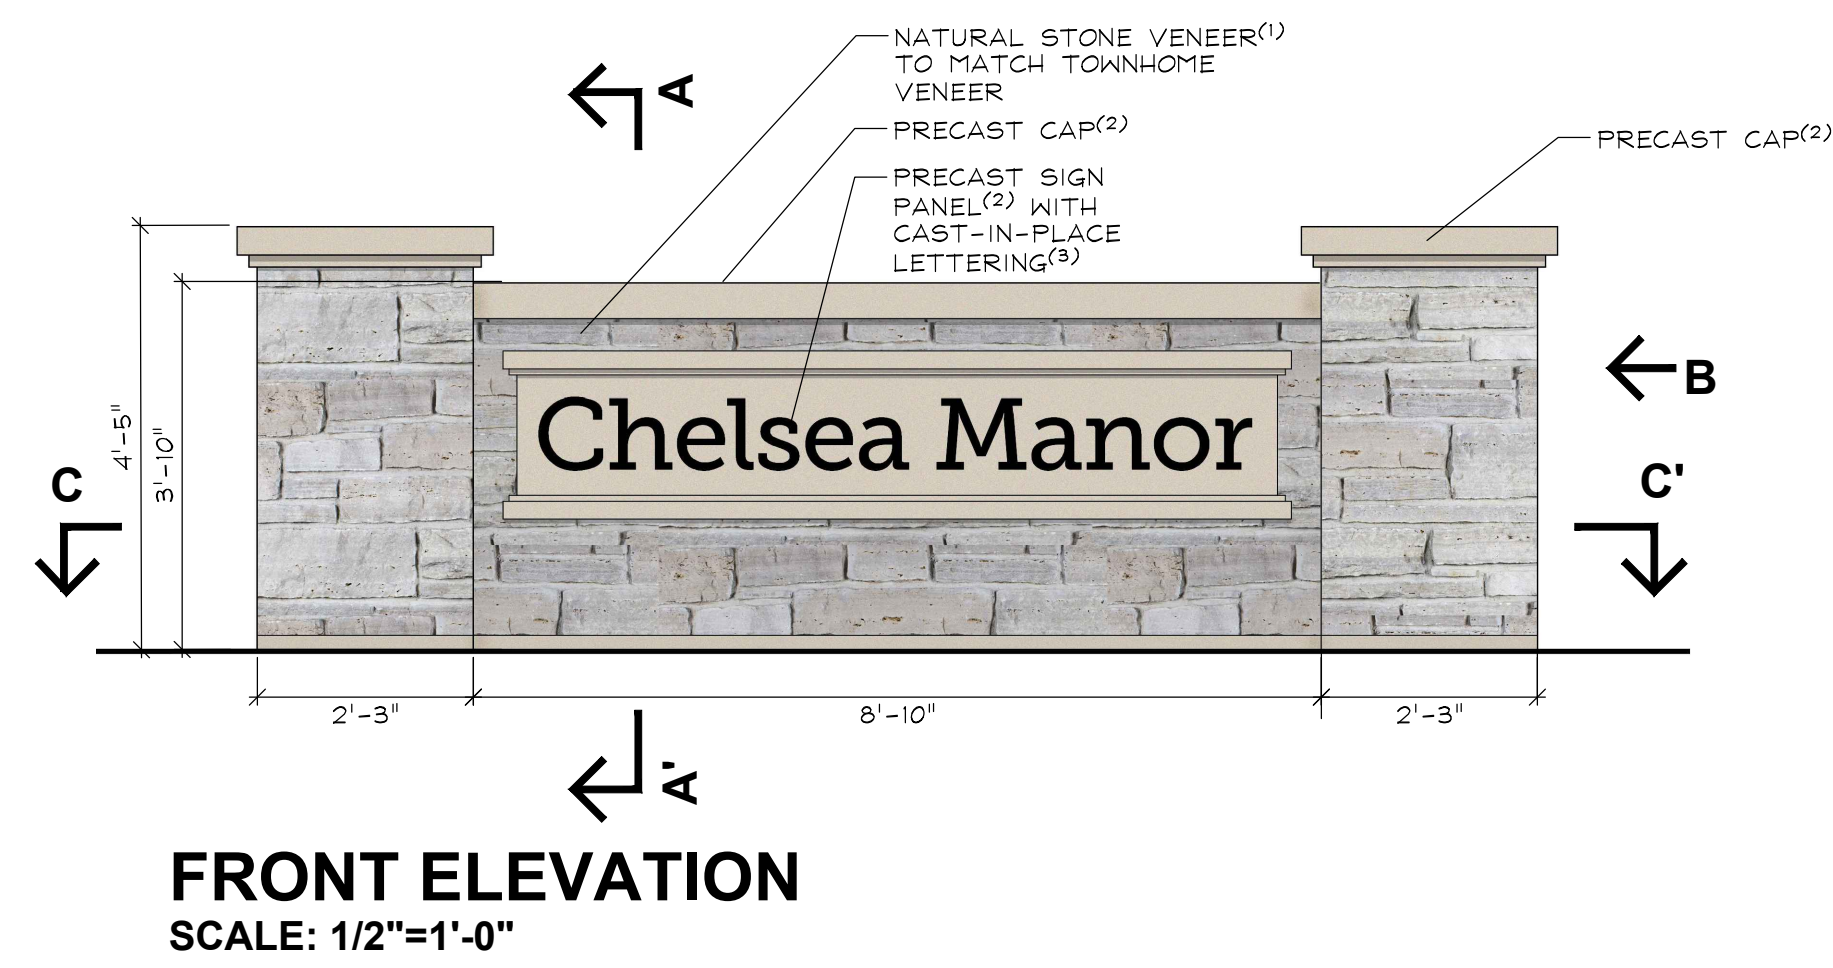 NATURAL STONE VENEER(1)
TO MATCH TOWNHOME
VENEER
A
PRECAST CAP(2)
PRECAST CAP(2)
PRECAST SIGN
PANEL(2) WITH
CAST-IN-PLACE
LETTERING(3)
4'-5"
3'-10"
Chelsea Manor
B
C
C'
2'-3"
8'-10"
2'-3"
A'
FRONT ELEVATION
SCALE: 1/2"=1'-0"